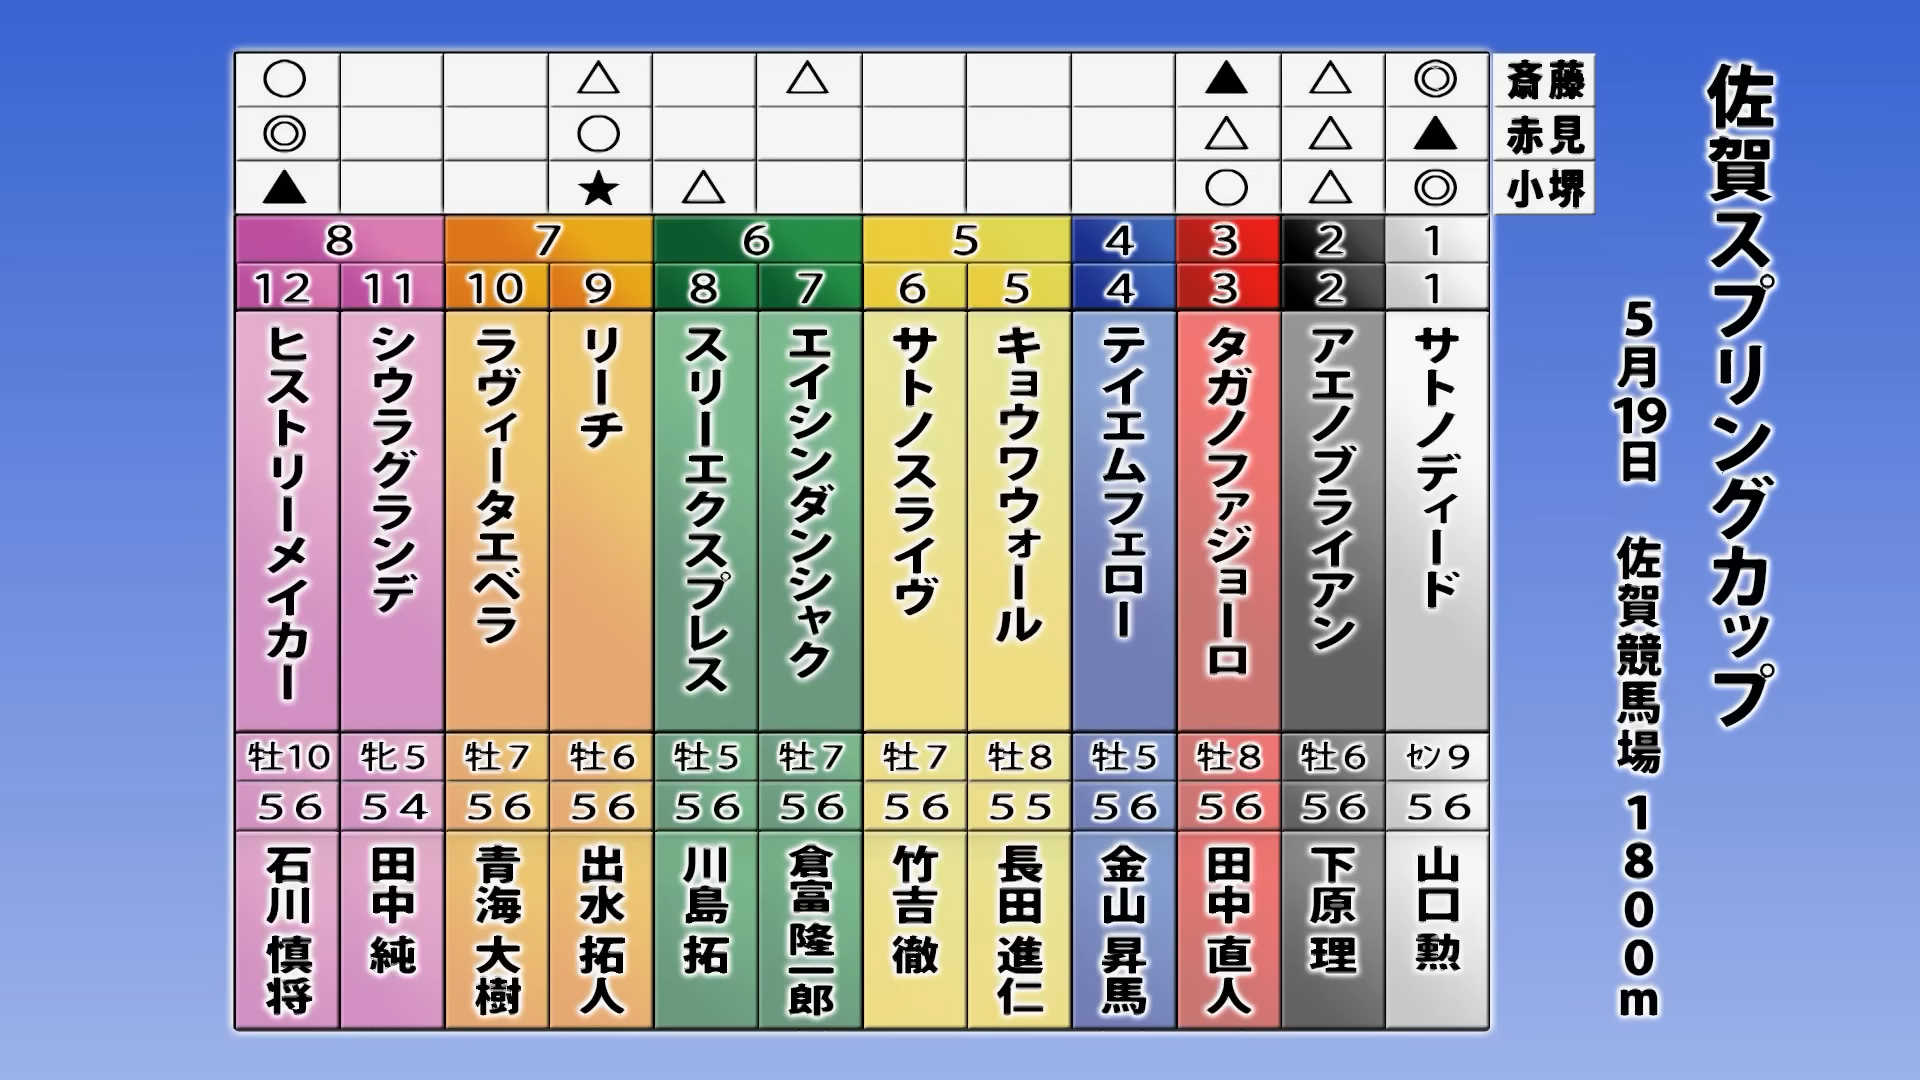 佐賀スプリングカップ
5月19日 佐賀競馬場 1800m
斎藤 ◎ △ ▲ △ △ ○
赤見 ▲ △ △ ○ ◎
小堺 ◎ ○ △ △ ★ ▲
1 1 サトノディード セン9 56 山口 勲
2 2 アエノブライアン 牡6 56 下原 理
3 3 タガノファジョーロ 牡8 56 田中 直人
4 4 テイエムフェロー 牡5 56 金山 昇馬
5 5 キョウワウォール 牡8 55 長田 進仁
6 サトノスライヴ 牡7 56 竹吉 徹
6 7 エイシンダンシャク 牡7 56 倉富 隆一郎
8 スリーエクスプレス 牡5 56 川島 拓
7 9 リーチ 牡6 56 出水 拓人
10 ラヴィータエベラ 牡7 56 青海 大樹
8 11 シウラグランデ 牝5 54 田中 純
12 ヒストリーメイカー 牡10 56 石川 慎将